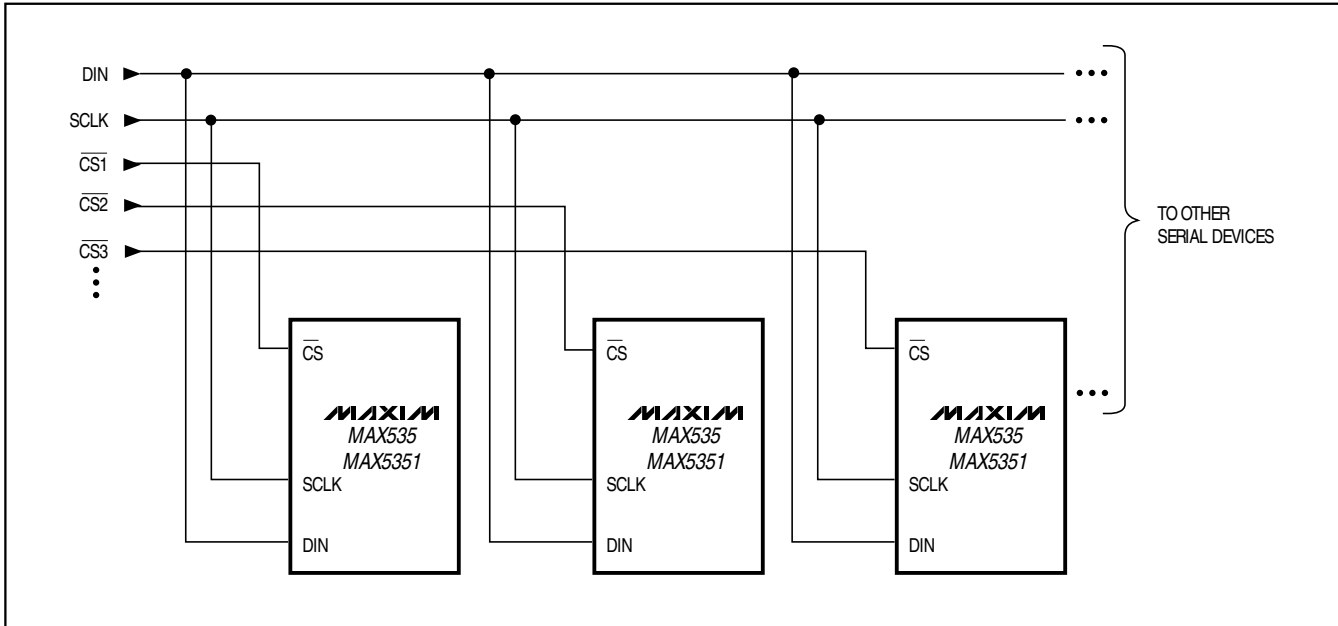 DIN
SCLK
CS1
CS2
CS3
TO OTHER
SERIAL DEVICES
CS
MAXIM
MAX535
MAX5351
SCLK
DIN
CS
MAXIM
MAX535
MAX5351
SCLK
DIN
CS
MAXIM
MAX535
MAX5351
SCLK
DIN